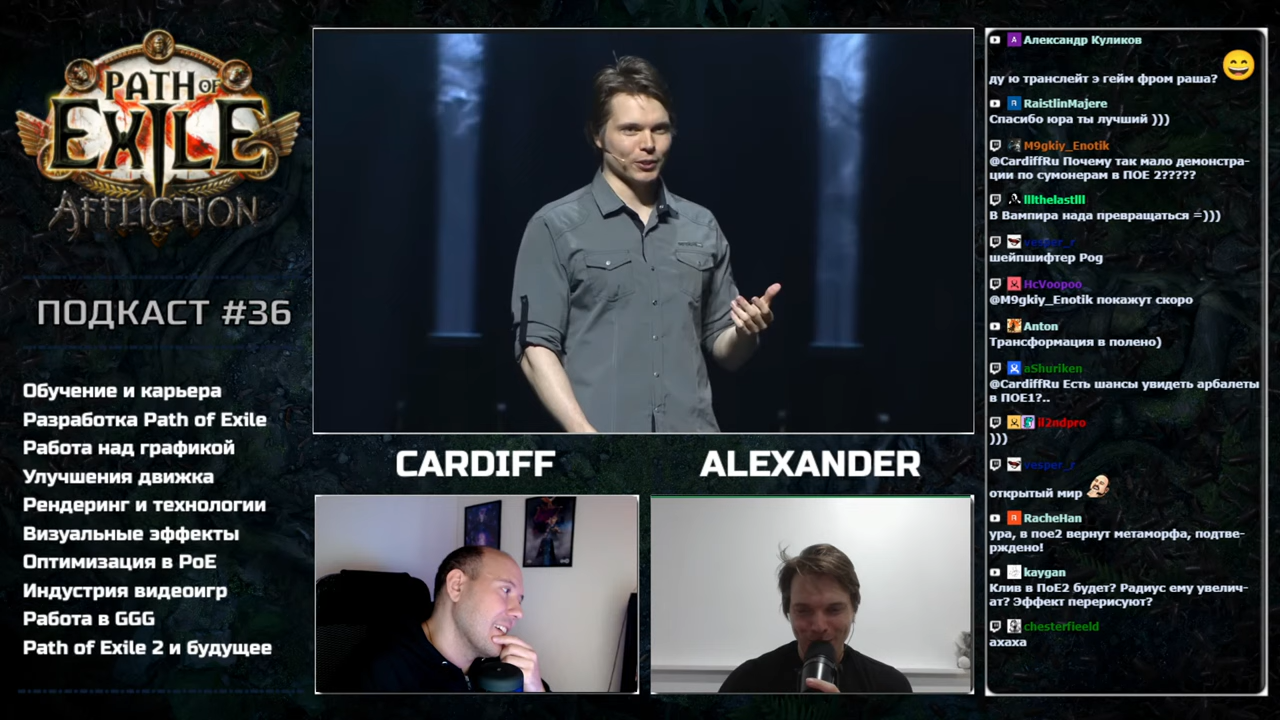 PATH OF
EXILE
AFFLICTION
ПОДКАСТ #36
Обучение и карьера
Разработка Path of Exile
Работа над графикой
Улучшения движка
Рендеринг и технологии
Визуальные эффекты
Оптимизация в PoE
Индустрия видеоигр
Работа в GGG
Path of Exile 2 и будущее
CARDIFF
ALEXANDER
Александр Куликов
ду ю транслейт э гейм фром раша?
RaistlinMajere
Спасибо юра ты лучший )))
M9gkiy_Enotik
@CardiffRu Почему так мало демонстра-
ции по сумонерам в ПОЕ 2?????
lllthelastlll
В Вампира нада превращаться =)))
vesper_r
шейпшифтер Род
HcVoopoo
@M9gkiy_Enotik покажут скоро
Anton
Трансформация в полено)
aShuriken
@CardiffRu Есть шансы увидеть арбалеты
в ПОЕ1?..
il2ndpro
)))
vesper_r
открытый мир
RacheHan
ура, в пое2 вернут метаморфа, подтве-
рждено!
kaygan
Клив в ПоЕ2 будет? Радиус ему увелич-
ат? Эффект перерисуют?
chesterfieeld
ахаха